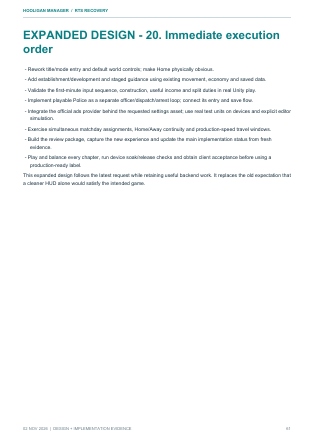 HOOLIGAN MANAGER / RTS RECOVERY
EXPANDED DESIGN - 20. Immediate execution
order
- Rework title/mode entry and default world controls; make Home physically obvious.
- Add establishment/development and staged guidance using existing movement, economy and saved data.
- Validate the first-minute input sequence, construction, useful income and split duties in real Unity play.
- Implement playable Police as a separate officer/dispatch/arrest loop; connect its entry and save flow.
- Integrate the official ads provider behind the requested settings asset; use real test units on devices and explicit editor
simulation.
- Exercise simultaneous matchday assignments, Home/Away continuity and production-speed travel windows.
- Build the review package, capture the new experience and update the main implementation status from fresh
evidence.
- Play and balance every chapter, run device soak/release checks and obtain client acceptance before using a
production-ready label.
This expanded design follows the latest request while retaining useful backend work. It replaces the old expectation that
a cleaner HUD alone would satisfy the intended game.
DESIGN + IMPLEMENTATION EVIDENCE